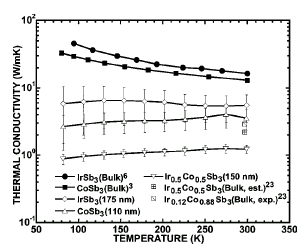 THERMAL CONDUCTIVITY (W/mK)
10²
10¹
10⁰
10⁻¹
50 100 150 200 250 300 350
TEMPERATURE (K)
IrSb₃(Bulk)⁶
CoSb₃(Bulk)³
IrSb₃(175 nm)
CoSb₃(110 nm)
Ir₀.₅Co₀.₅Sb₃(150 nm)
Ir₀.₅Co₀.₅Sb₃(Bulk, est.)²³
Ir₀.₁₂Co₀.₈₈Sb₃(Bulk, exp.)²³